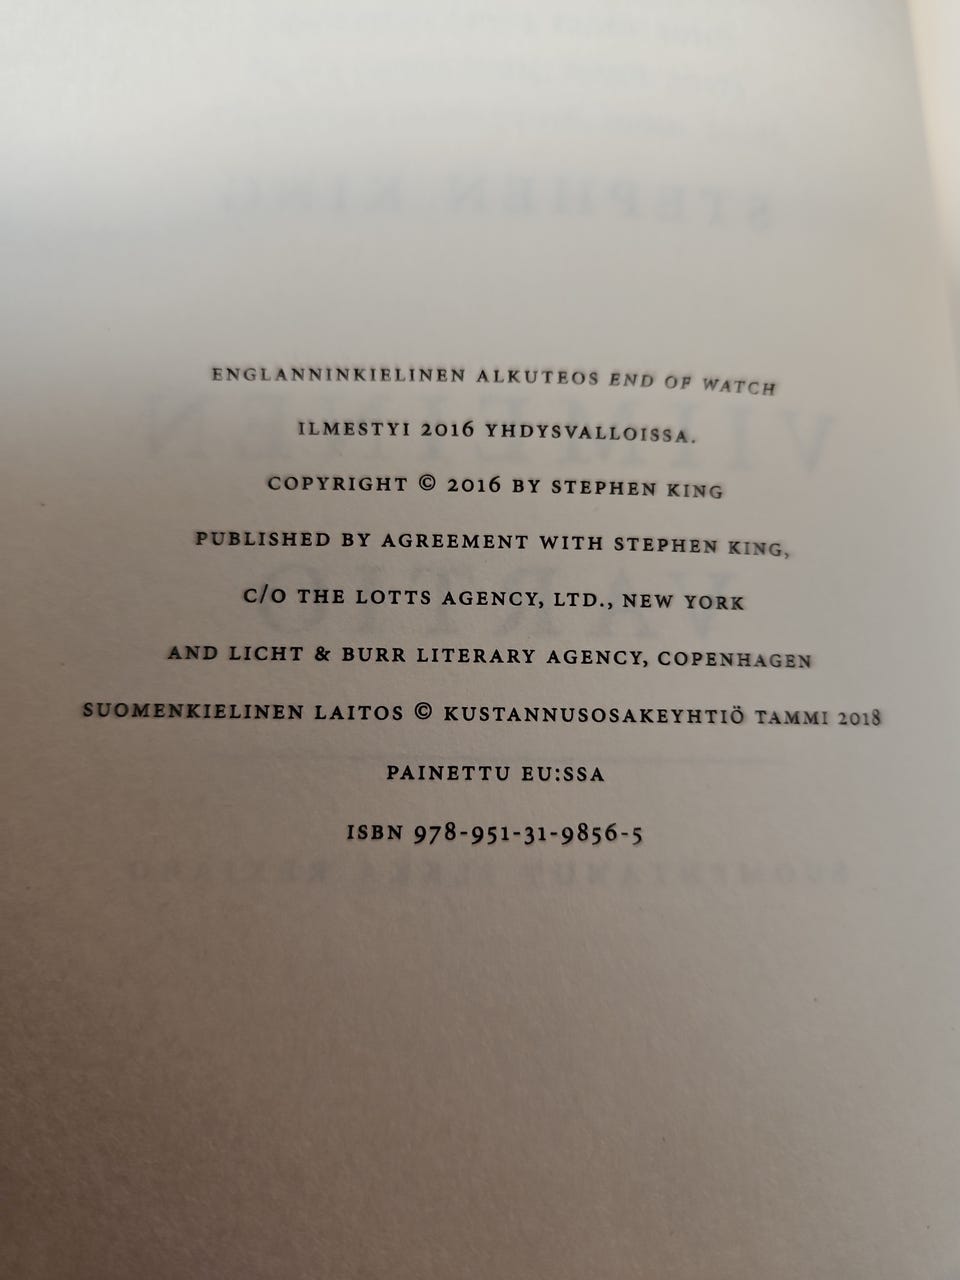 ENGLANNINKIELINEN ALKUTEOS END OF WATCH
ILMESTYI 2016 YHDYSVALLOISSA.
COPYRIGHT © 2016 BY STEPHEN KING
PUBLISHED BY AGREEMENT WITH STEPHEN KING,
C/O THE LOTTS AGENCY, LTD., NEW YORK
AND LICHT & BURR LITERARY AGENCY, COPENHAGEN
SUOMENKIELINEN LAITOS © KUSTANNUSOSAKEYHTIÖ TAMMI 2018
PAINETTU EU:SSA
ISBN 978-951-31-9856-5